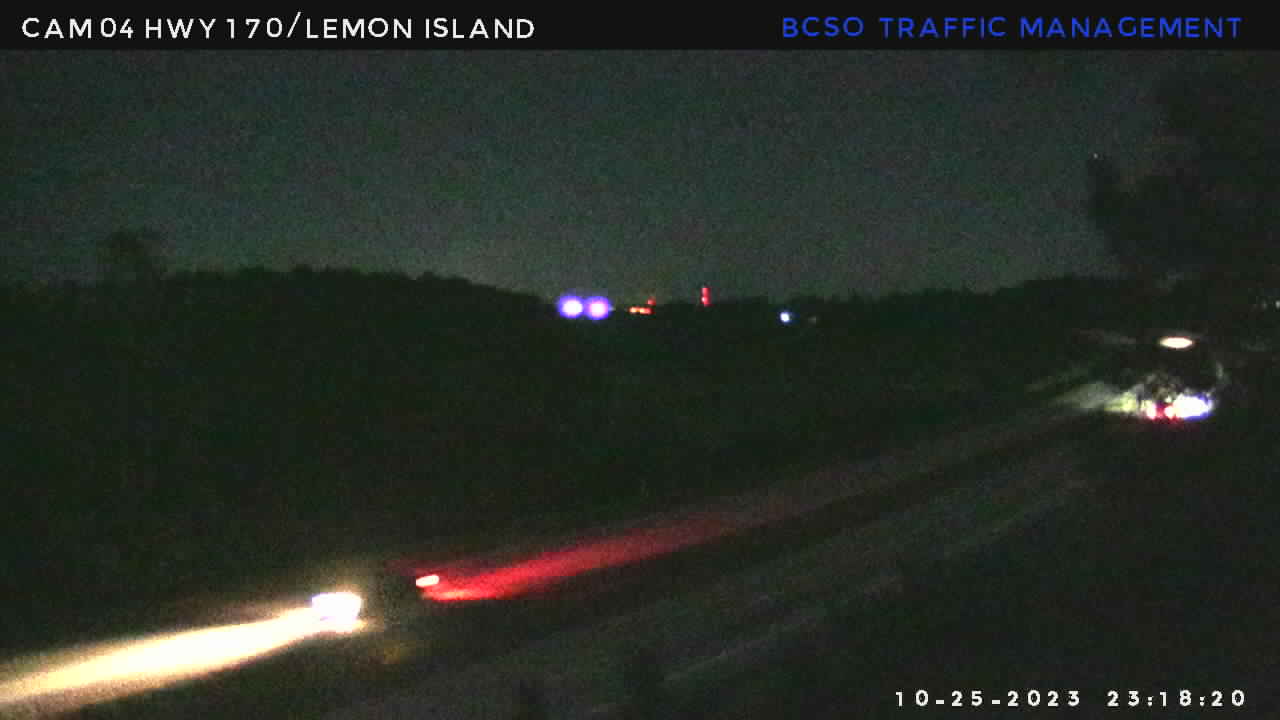 CAM04 HWY 170/LEMON ISLAND
BCSO TRAFFIC MANAGEMENT
10-25-2023 23:18:20